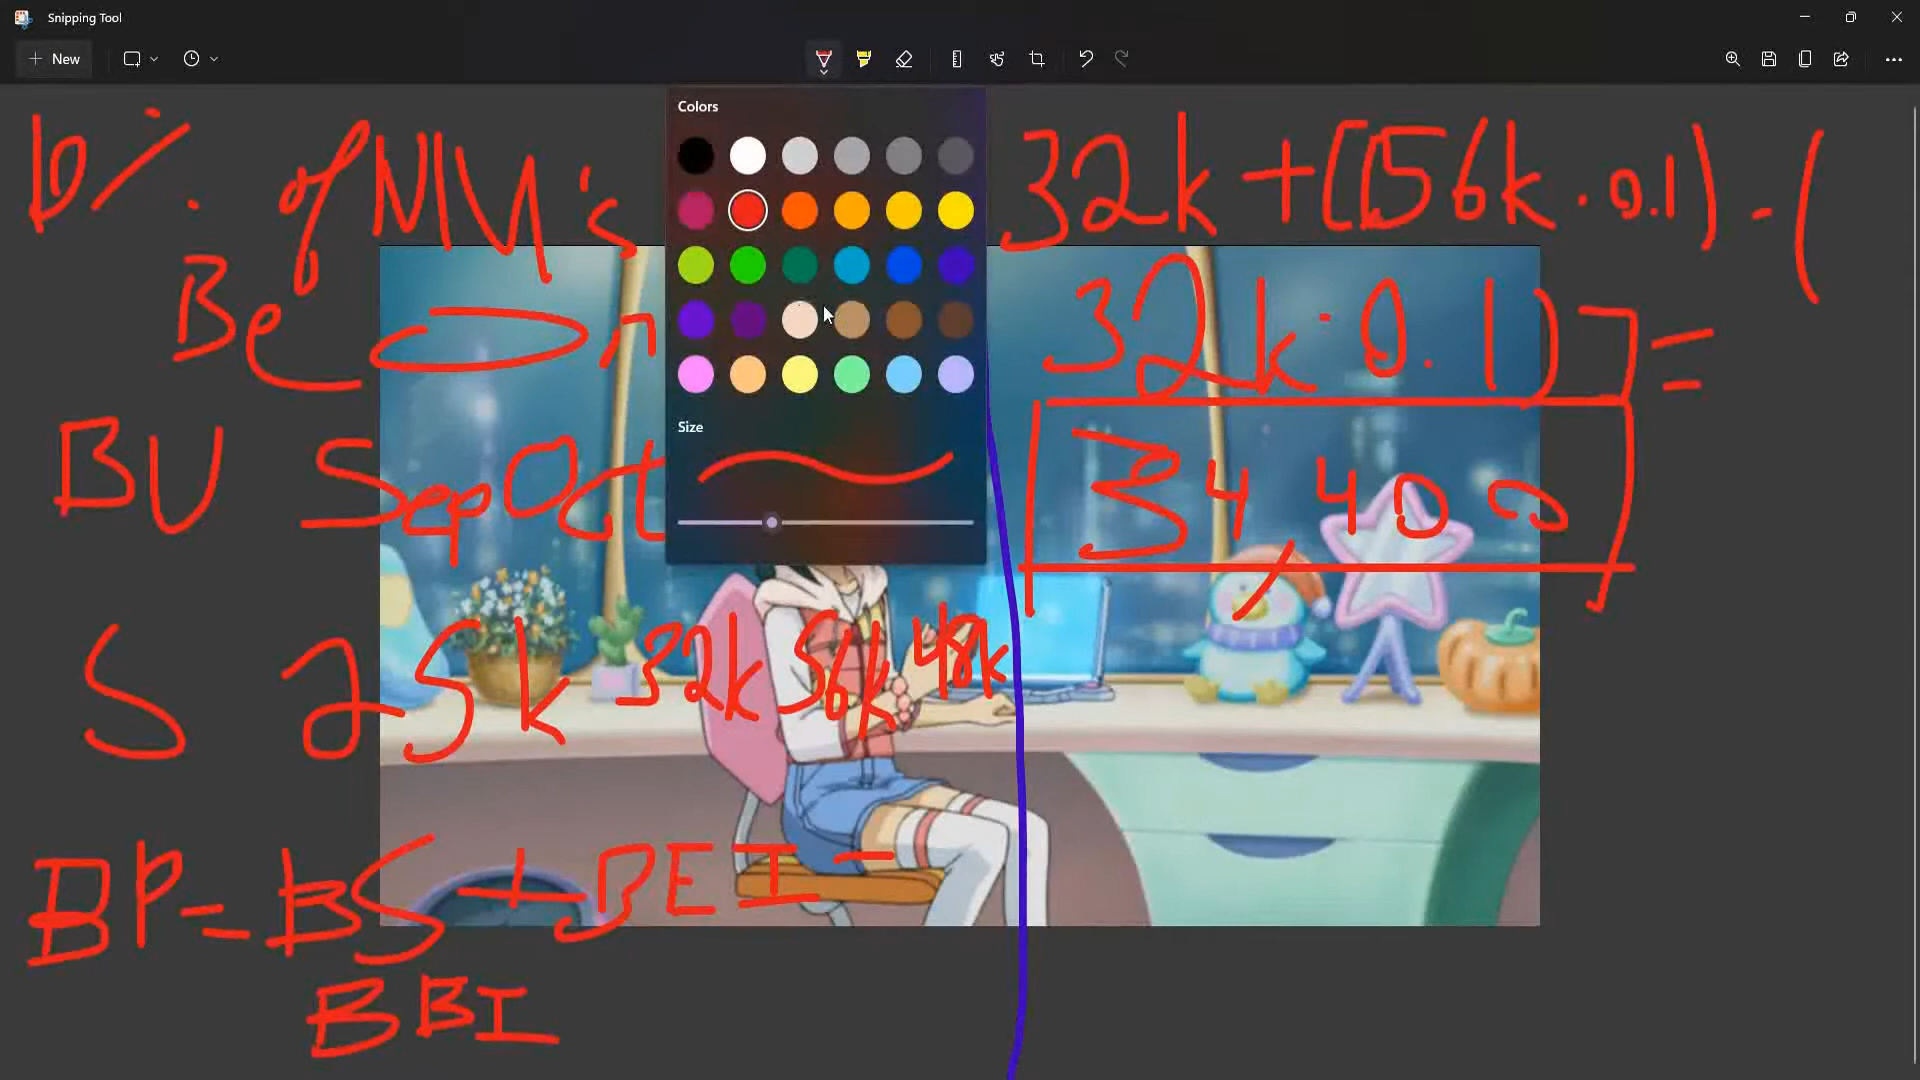 Snipping Tool
New
Colors
Size
10% of NM's
Be
BU Sep Oct
S 25k 32k 56k 48k
BP = BS + BEI -
BBI
32k + [(56k · 0.1) - (
32k · 0.1)] =
34,400